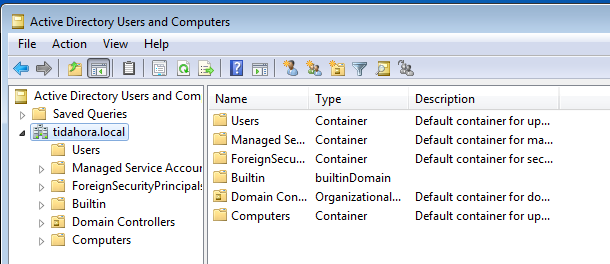 Active Directory Users and Computers
File Action View Help
Active Directory Users and Com
Saved Queries
tidahora.local
Users
Managed Service Accour
ForeignSecurityPrincipals
Builtin
Domain Controllers
Computers
Name Type Description
Users Container Default container for up...
Managed Se... Container Default container for ma...
ForeignSecu... Container Default container for sec...
Builtin builtinDomain
Domain Con... Organizational... Default container for do...
Computers Container Default container for up...